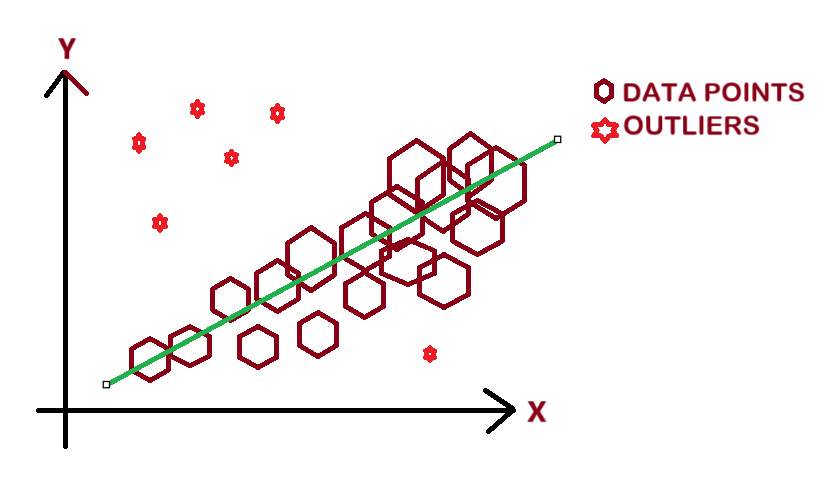 Y
DATA POINTS
OUTLIERS
X